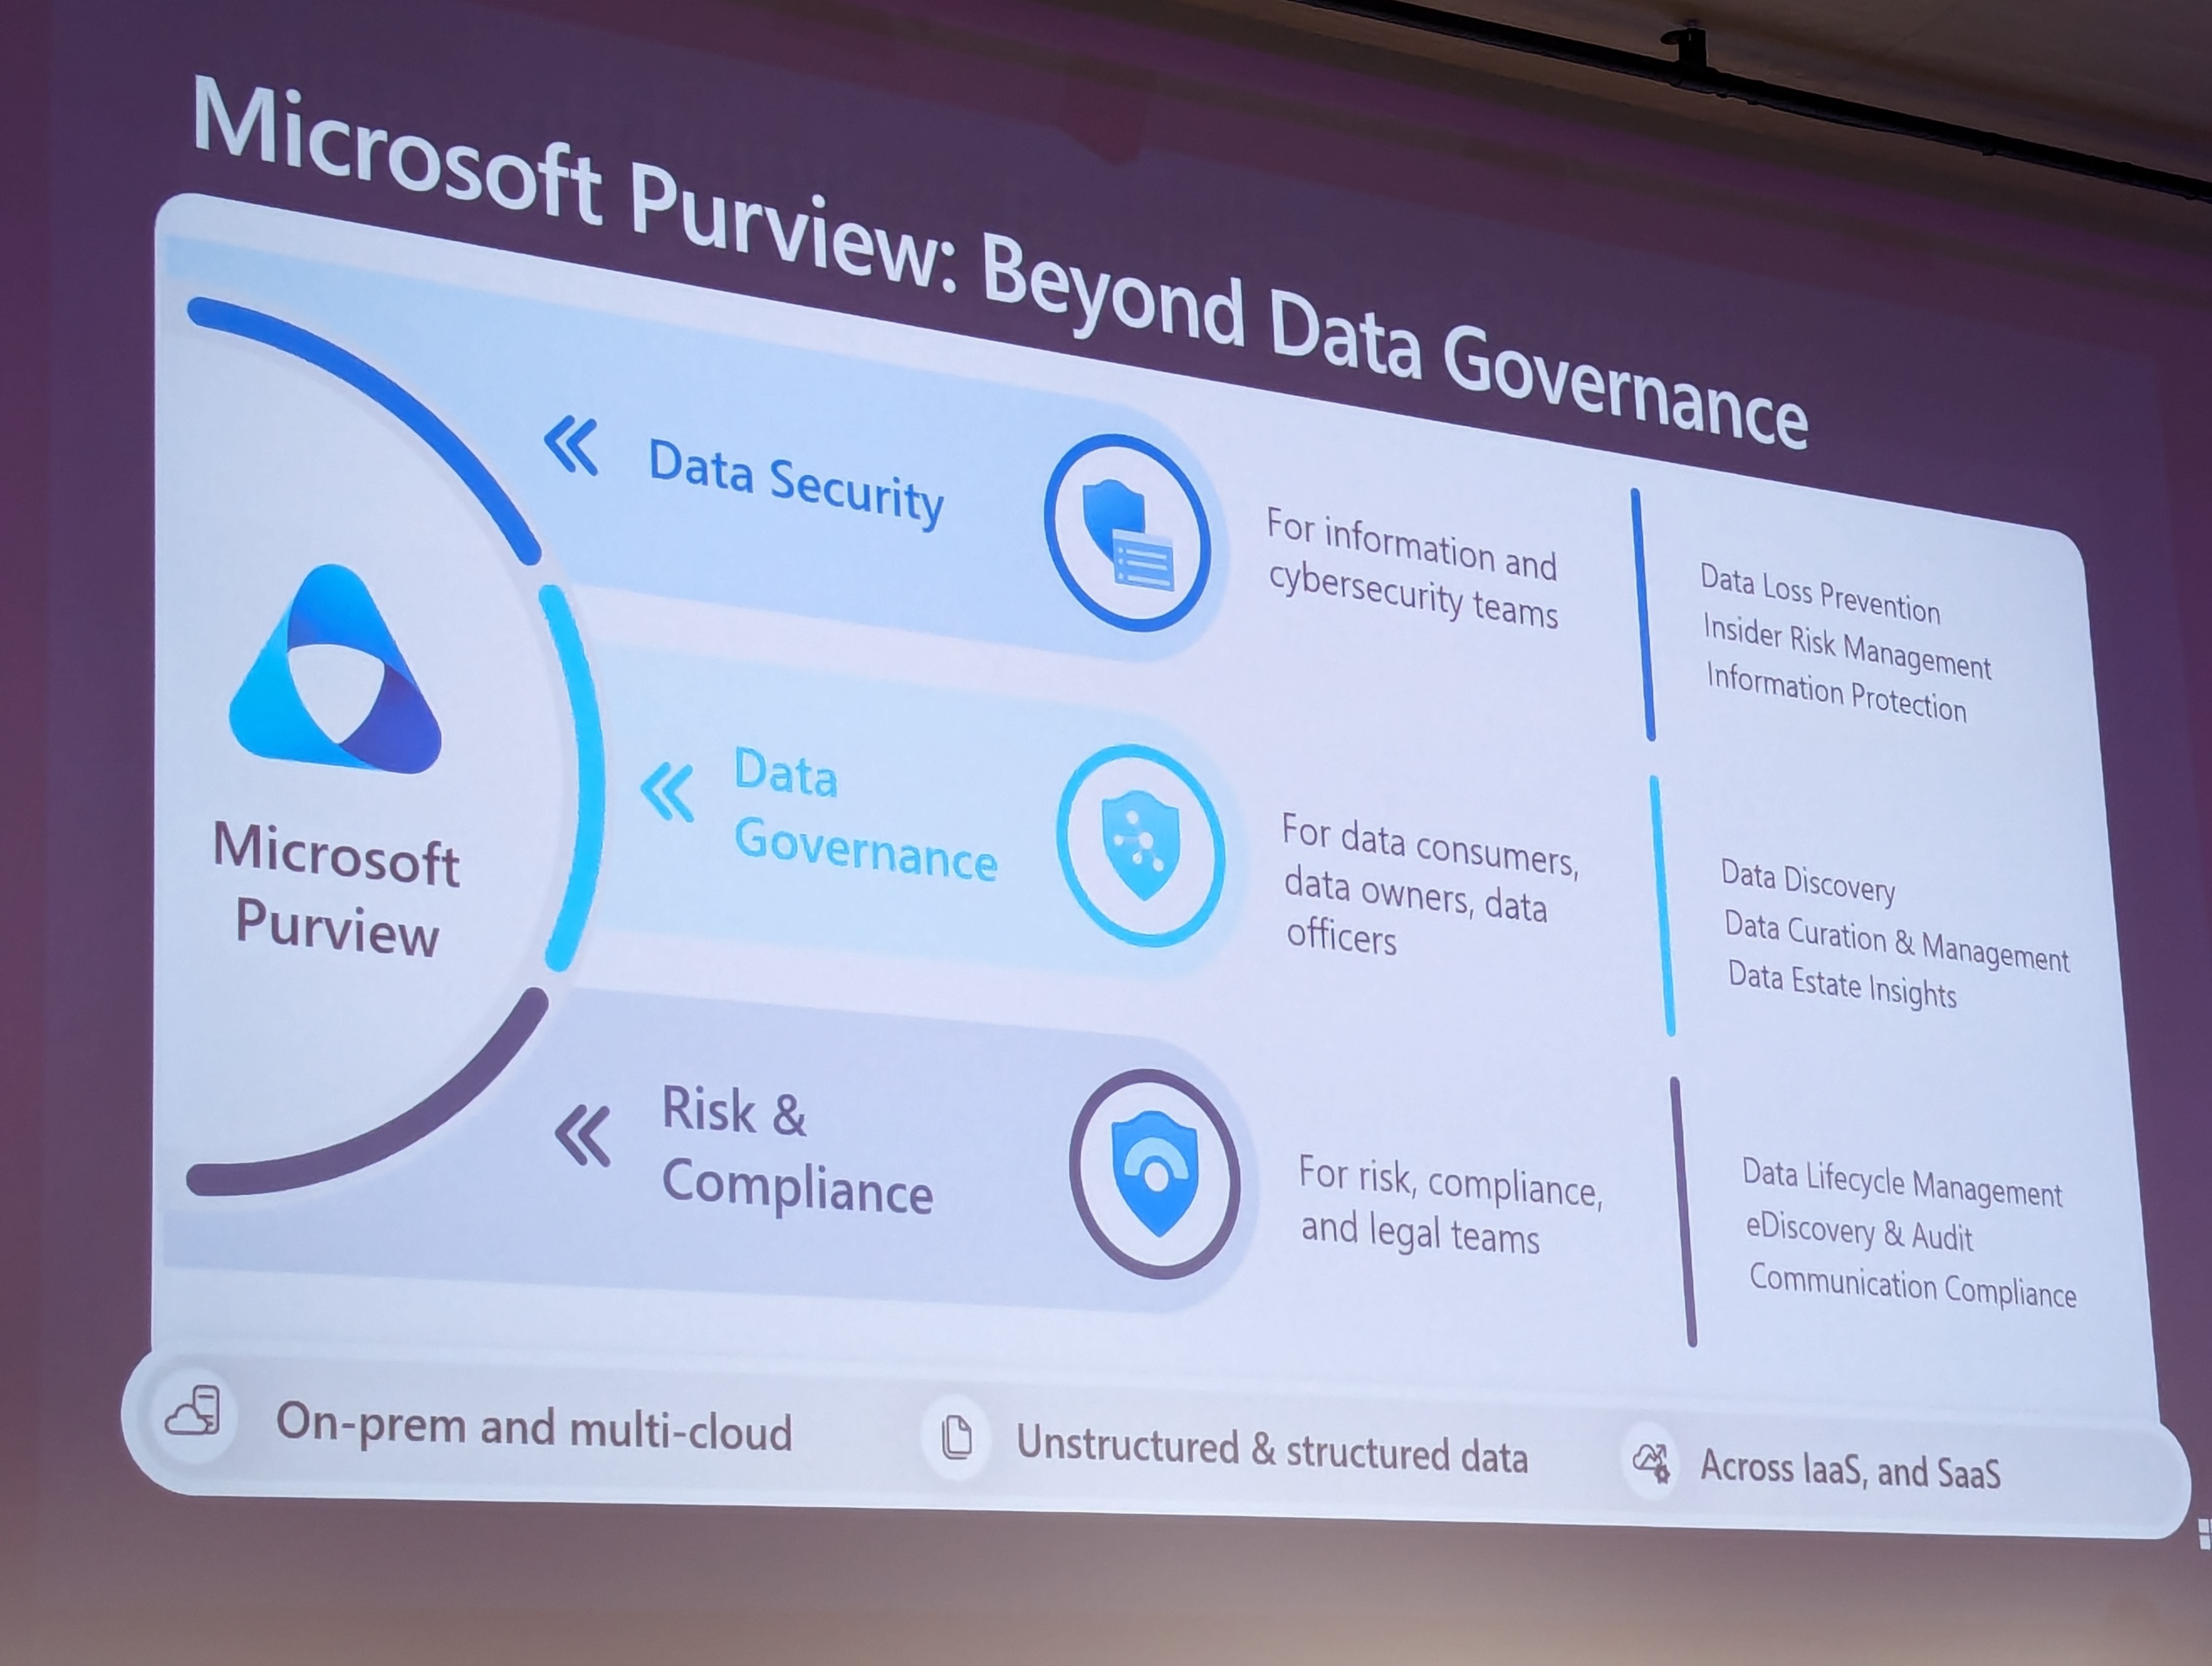 Microsoft Purview: Beyond Data Governance
Microsoft
Purview
Data Security
For information and
cybersecurity teams
Data Loss Prevention
Insider Risk Management
Information Protection
Data
Governance
For data consumers,
data owners, data
officers
Data Discovery
Data Curation & Management
Data Estate Insights
Risk &
Compliance
For risk, compliance,
and legal teams
Data Lifecycle Management
eDiscovery & Audit
Communication Compliance
On-prem and multi-cloud
Unstructured & structured data
Across IaaS, and SaaS